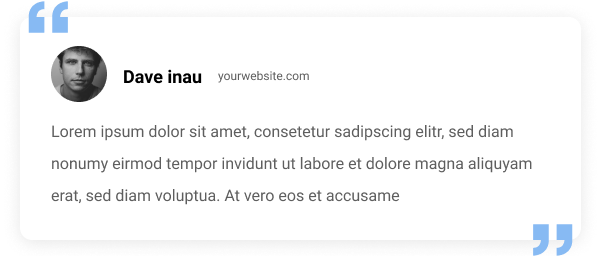 Dave inau yourwebsite.com
Lorem ipsum dolor sit amet, consetetur sadipscing elitr, sed diam
nonumy eirmod tempor invidunt ut labore et dolore magna aliquyam
erat, sed diam voluptua. At vero eos et accusame